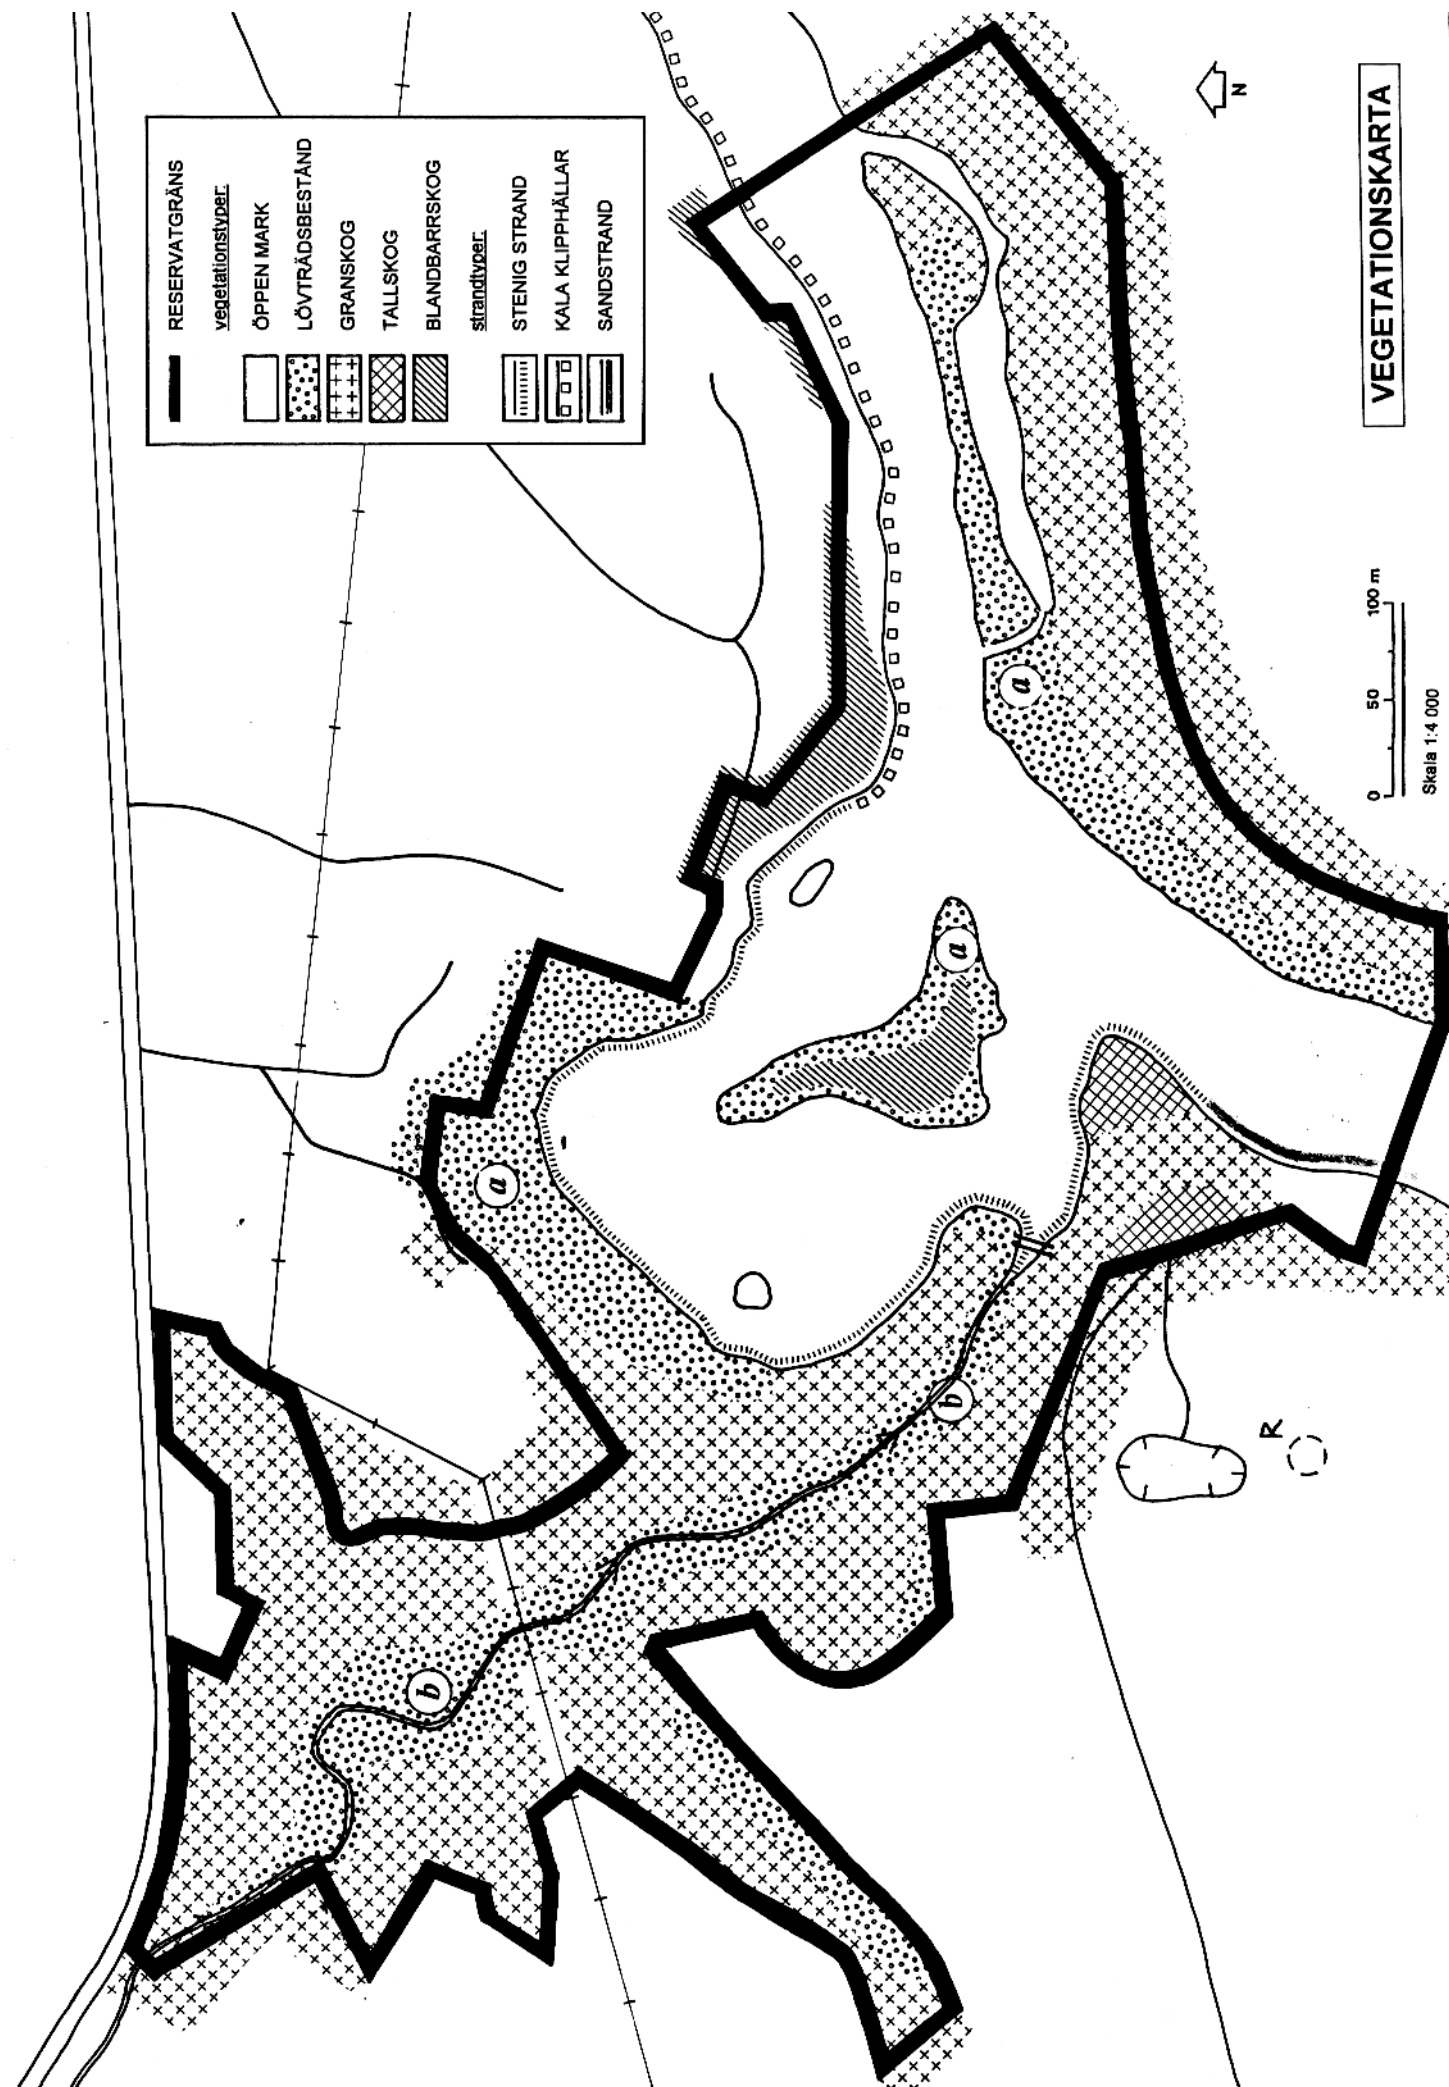 RESERVATGRÄNS
vegetationstyper:
ÖPPEN MARK
LÖVTRÄDSBESTÅND
GRANSKOG
TALLSKOG
BLANDBARRSKOG
strandtyper:
STENIG STRAND
KALA KLIPPHÄLLAR
SANDSTRAND
N
VEGETATIONSKARTA
a
a
a
b
b
R
0 50 100 m
Skala 1:4 000